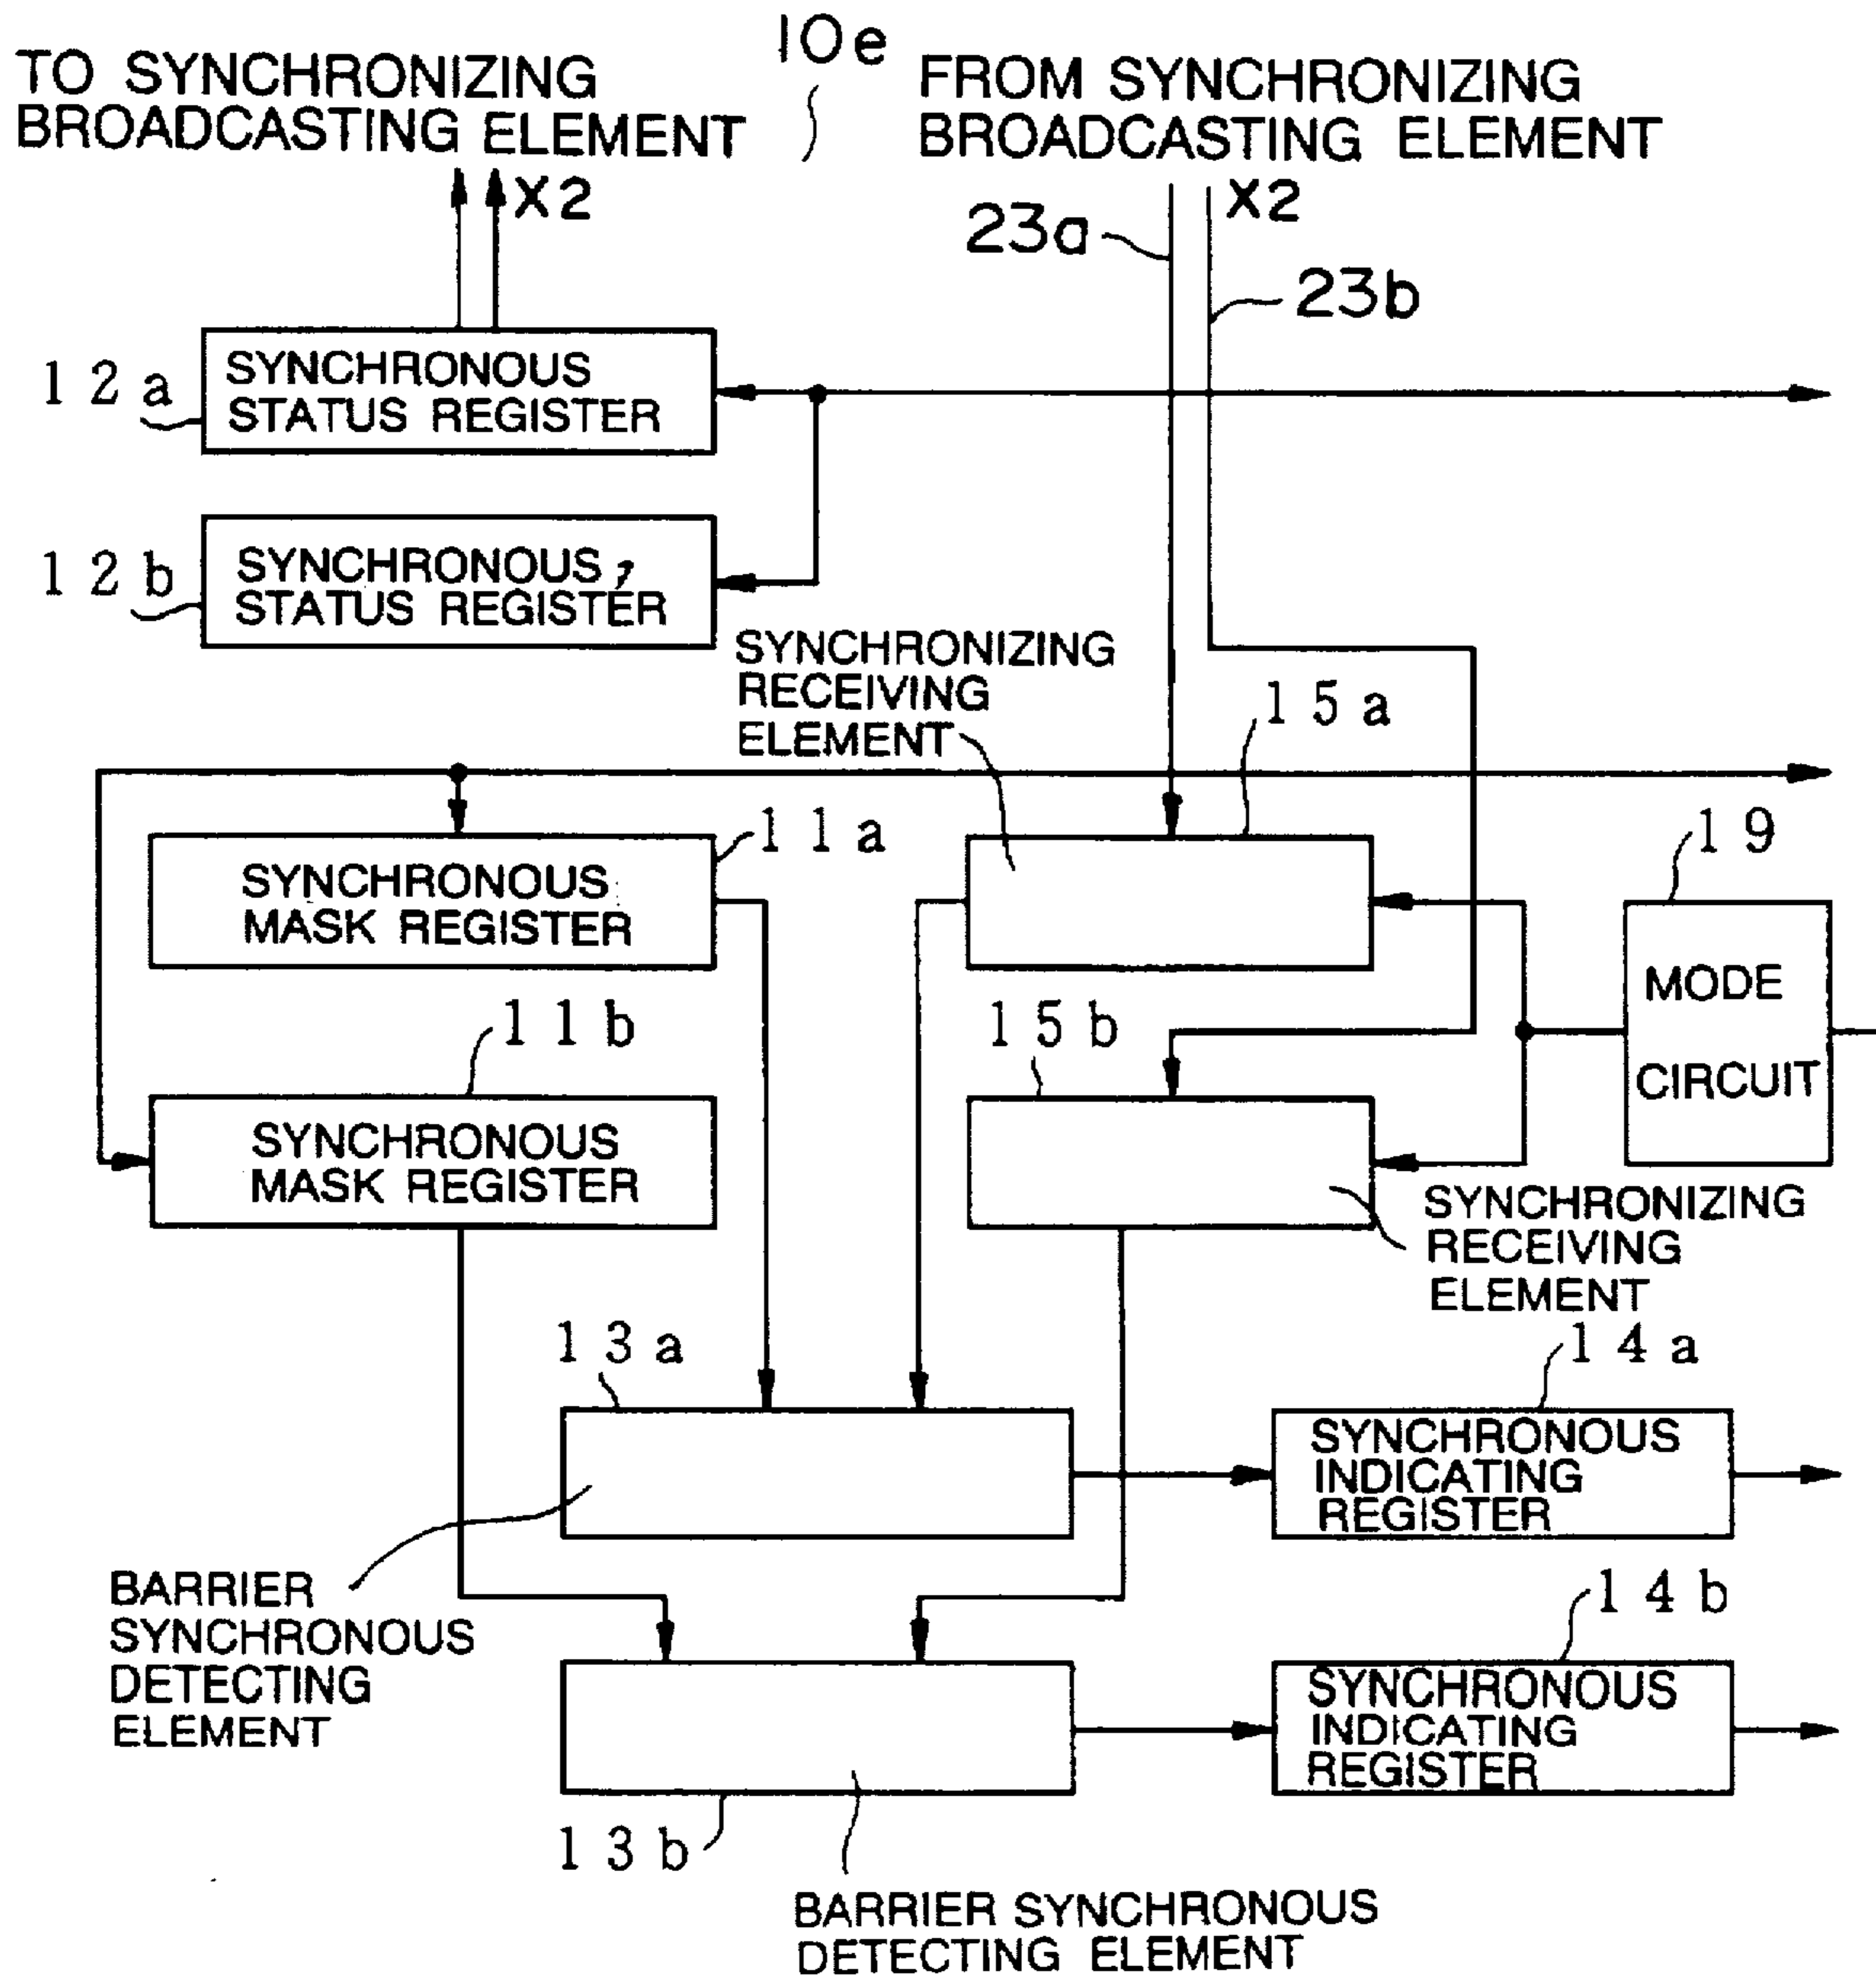 10e
TO SYNCHRONIZING
BROADCASTING ELEMENT
FROM SYNCHRONIZING
BROADCASTING ELEMENT
X2
X2
23a
23b
12a
SYNCHRONOUS
STATUS REGISTER
12b
SYNCHRONOUS
STATUS REGISTER
SYNCHRONIZING
RECEIVING
ELEMENT
15a
11a
SYNCHRONOUS
MASK REGISTER
19
MODE
CIRCUIT
11b
SYNCHRONOUS
MASK REGISTER
15b
SYNCHRONIZING
RECEIVING
ELEMENT
13a
14a
SYNCHRONOUS
INDICATING
REGISTER
BARRIER
SYNCHRONOUS
DETECTING
ELEMENT
14b
SYNCHRONOUS
INDICATING
REGISTER
13b
BARRIER SYNCHRONOUS
DETECTING ELEMENT